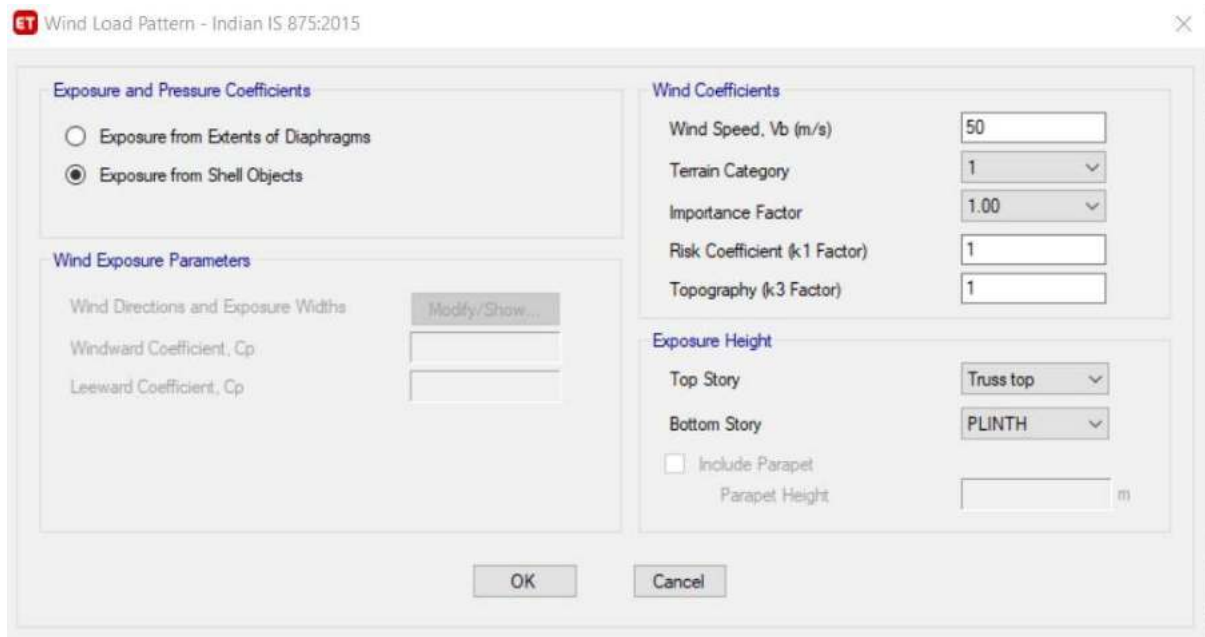 ET Wind Load Pattern - Indian IS 875:2015
Exposure and Pressure Coefficients
Exposure from Extents of Diaphragms
Exposure from Shell Objects
Wind Exposure Parameters
Wind Directions and Exposure Widths Modify/Show...
Windward Coefficient, Cp
Leeward Coefficient, Cp
Wind Coefficients
Wind Speed, Vb (m/s) 50
Terrain Category 1
Importance Factor 1.00
Risk Coefficient (k1 Factor) 1
Topography (k3 Factor) 1
Exposure Height
Top Story Truss top
Bottom Story PLINTH
Include Parapet
Parapet Height m
OK Cancel